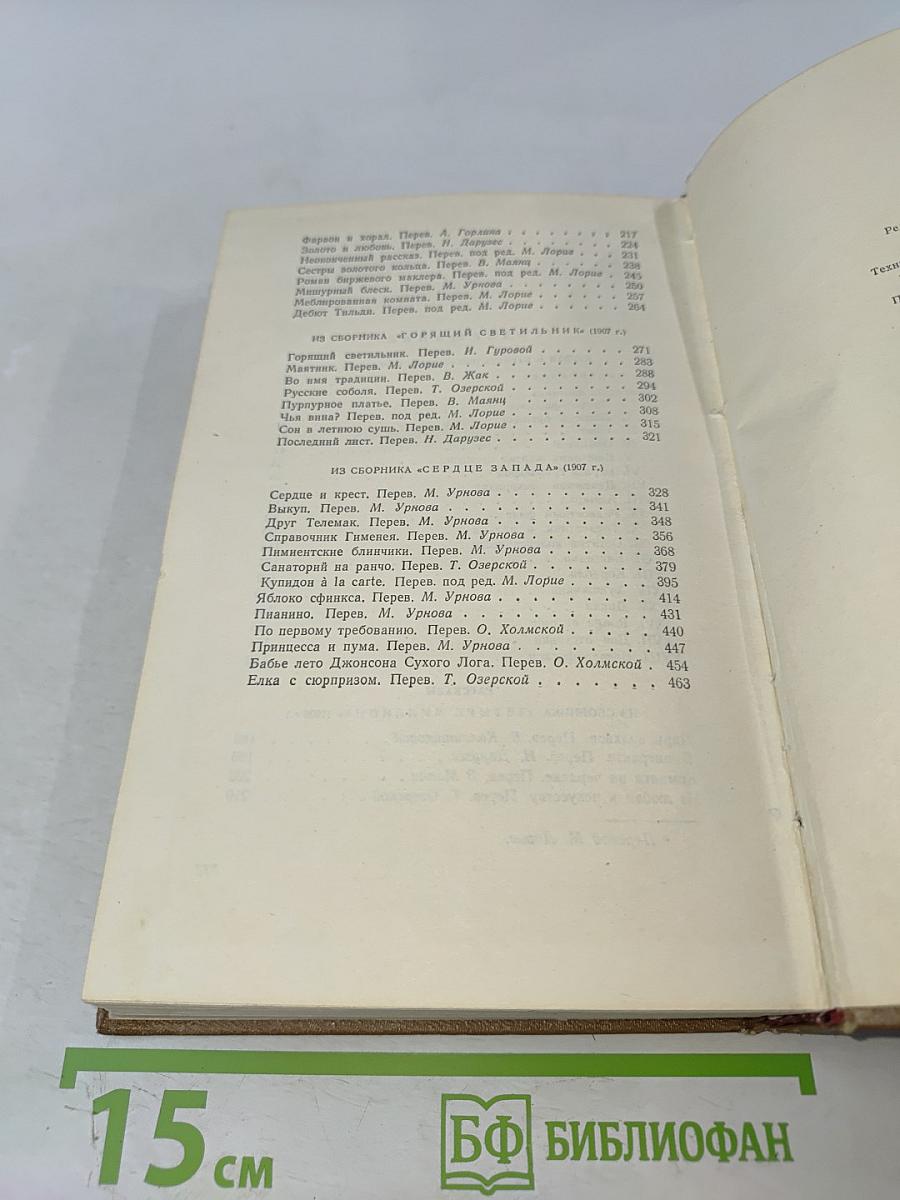 Фараон и хорал. Перев. А. Горлина . . . . . . . . 217
Золото и любовь. Перев. Н. Дарузес . . . . . . . 224
Неоконченный рассказ. Перев. под ред. М. Лорие . . . 231
Сестры золотого кольца. Перев. В. Маянц . . . . . . 238
Роман биржевого маклера. Перев. под ред. М. Лорие . 245
Мишурный блеск. Перев. М. Урнова . . . . . . . . 250
Меблированная комната. Перев. М. Лорие . . . . . . 257
Дебют Тильди. Перев. под ред. М. Лорие . . . . . . 264
ИЗ СБОРНИКА «ГОРЯЩИЙ СВЕТИЛЬНИК» (1907 г.)
Горящий светильник. Перев. И. Гуровой . . . . . . 271
Маятник. Перев. М. Лорие . . . . . . . . . . . . 283
Во имя традиции. Перев. В. Жак . . . . . . . . . 288
Русские соболя. Перев. Т. Озерской . . . . . . . . 294
Пурпурное платье. Перев. В. Маянц . . . . . . . 302
Чья вина? Перев. под ред. М. Лорие . . . . . . . 308
Сон в летнюю сушь. Перев. М. Лорие . . . . . . . 315
Последний лист. Перев. Н. Дарузес . . . . . . . . . 321
ИЗ СБОРНИКА «СЕРДЦЕ ЗАПАДА» (1907 г.)
Сердце и крест. Перев. М. Урнова . . . . . . . . . 328
Выкуп. Перев. М. Урнова . . . . . . . . . . . . . 341
Друг Телемак. Перев. М. Урнова . . . . . . . . . 348
Справочник Гименея. Перев. М. Урнова . . . . . . . 356
Пимиентские блинчики. Перев. М. Урнова . . . . . . 368
Санаторий на ранчо. Перев. Т. Озерской . . . . . . . 379
Купидон à la carte. Перев. под ред. М. Лорие . . . . . 395
Яблоко сфинкса. Перев. М. Урнова . . . . . . . . . 414
Пианино. Перев. М. Урнова . . . . . . . . . . . . 431
По первому требованию. Перев. О. Холмской . . . . . 440
Принцесса и пума. Перев. М. Урнова . . . . . . . . 447
Бабье лето Джонсона Сухого Лога. Перев. О. Холмской . 454
Елка с сюрпризом. Перев. Т. Озерской . . . . . . . 463
Ре
Техн
П
15 см
БФ БИБЛИОФАН